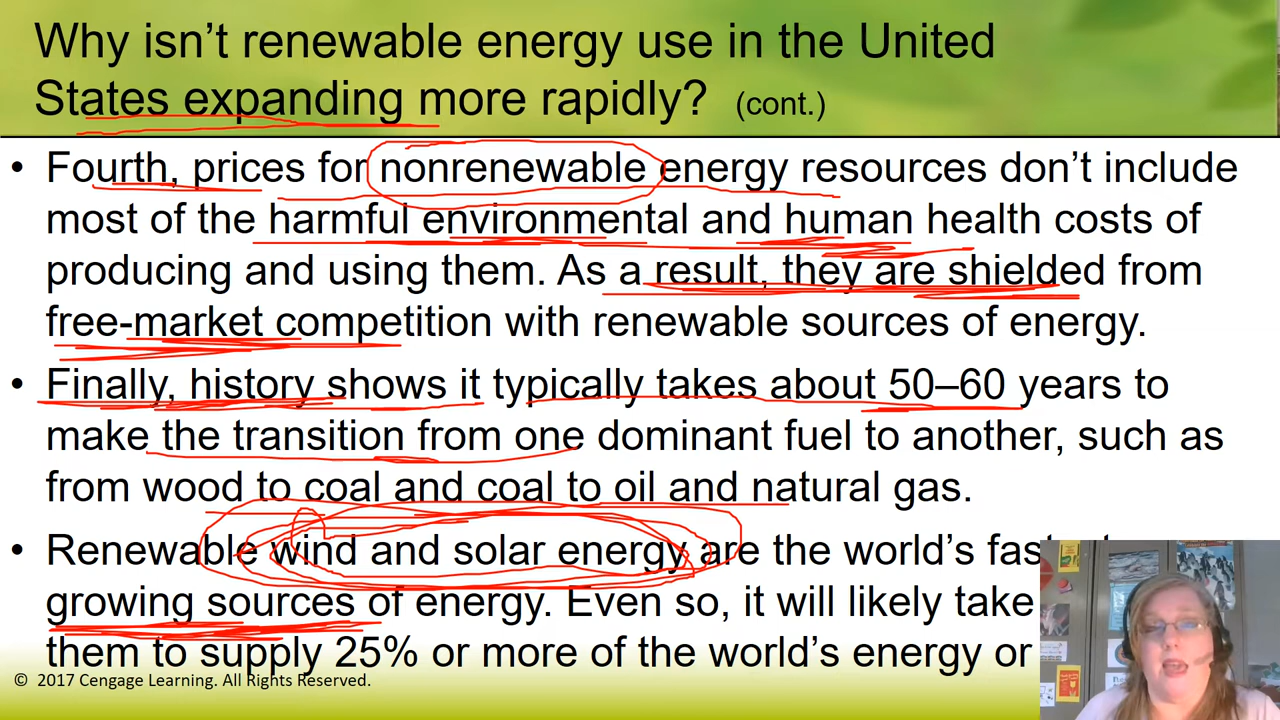 Why isn’t renewable energy use in the United
States expanding more rapidly? (cont.)
• Fourth, prices for nonrenewable energy resources don’t include
most of the harmful environmental and human health costs of
producing and using them. As a result, they are shielded from
free-market competition with renewable sources of energy.
• Finally, history shows it typically takes about 50–60 years to
make the transition from one dominant fuel to another, such as
from wood to coal and coal to oil and natural gas.
• Renewable wind and solar energy are the world’s
growing sources of energy. Even so, it will likely take
them to supply 25% or more of the world’s energy or
© 2017 Cengage Learning. All Rights Reserved.